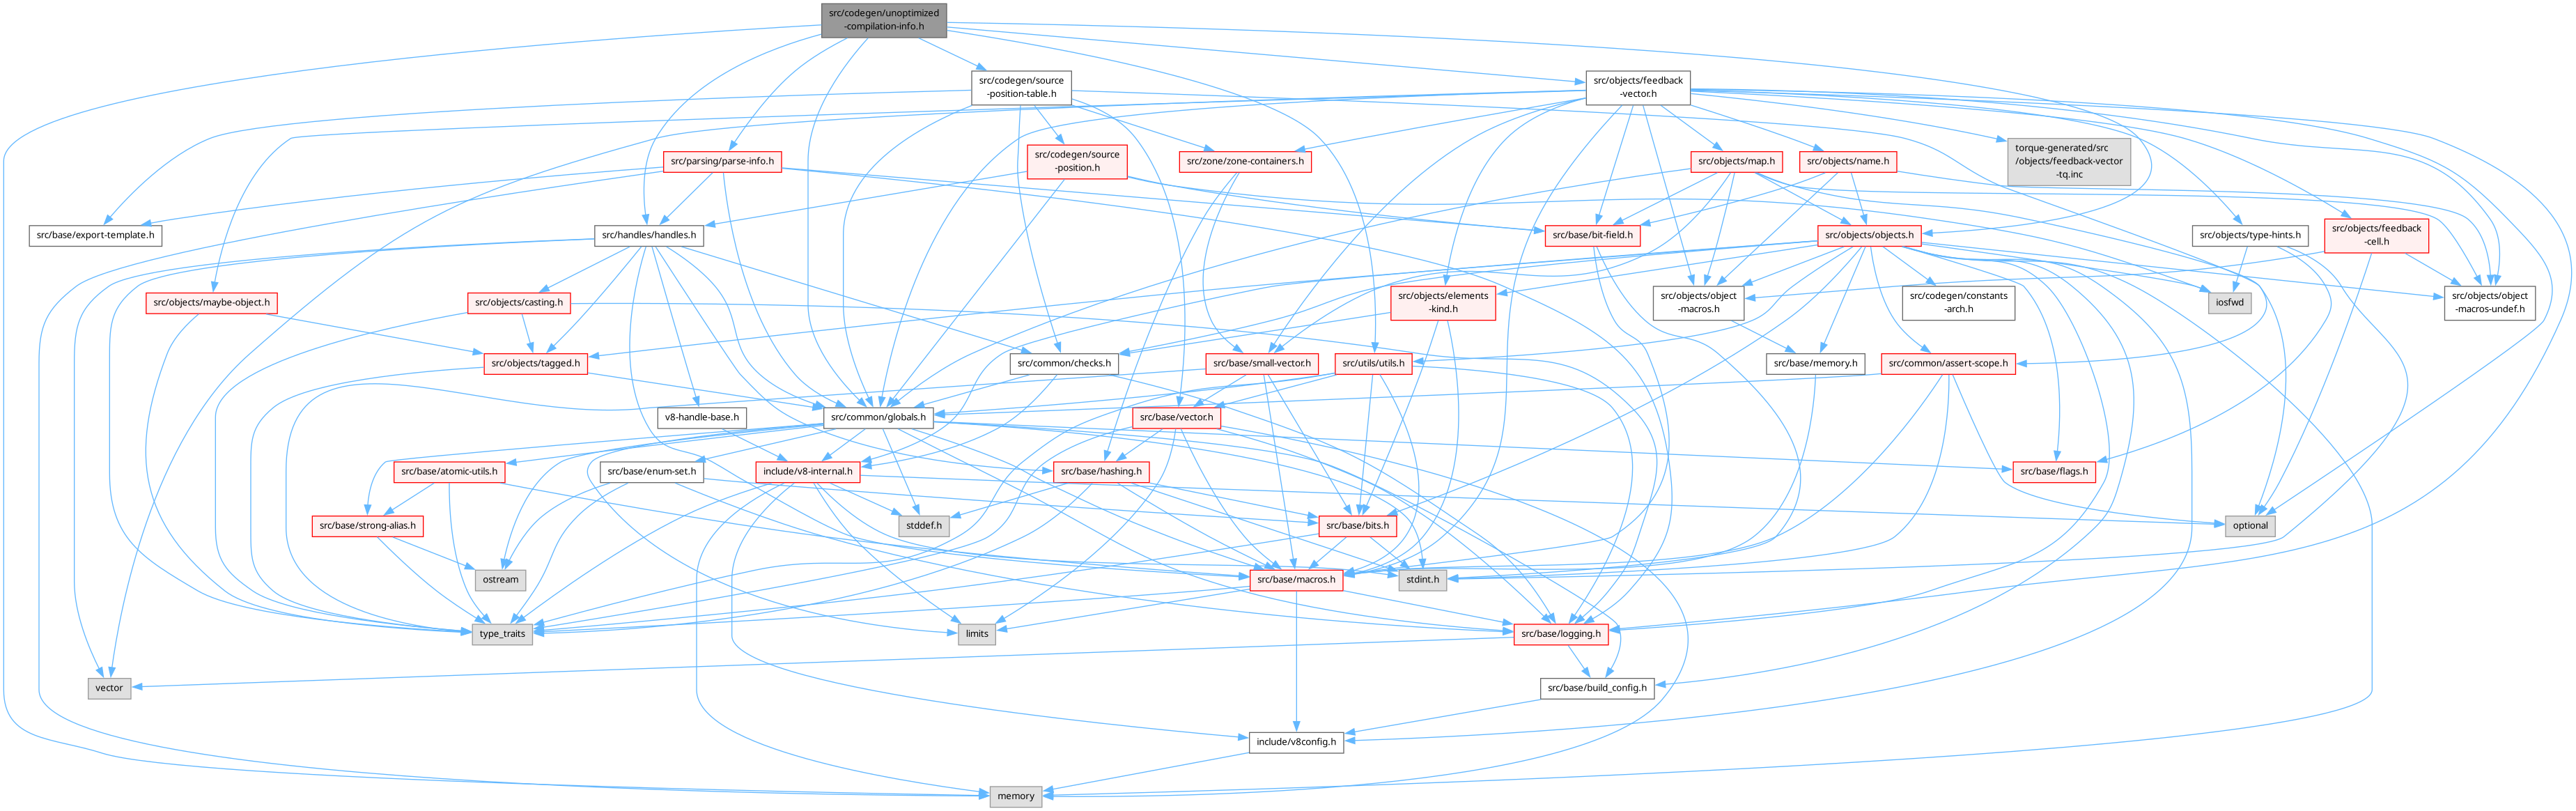 src/codegen/unoptimized
-compilation-info.h
src/codegen/source
-position-table.h
src/objects/feedback
-vector.h
src/parsing/parse-info.h
src/codegen/source
-position.h
src/zone/zone-containers.h
src/objects/map.h
src/objects/name.h
torque-generated/src
/objects/feedback-vector
-tq.inc
src/base/export-template.h
src/handles/handles.h
src/base/bit-field.h
src/objects/objects.h
src/objects/type-hints.h
src/objects/feedback
-cell.h
src/objects/maybe-object.h
src/objects/casting.h
src/objects/elements
-kind.h
src/objects/object
-macros.h
src/codegen/constants
-arch.h
iosfwd
src/objects/object
-macros-undef.h
src/objects/tagged.h
src/common/checks.h
src/base/small-vector.h
src/utils/utils.h
src/base/memory.h
src/common/assert-scope.h
v8-handle-base.h
src/common/globals.h
src/base/vector.h
src/base/atomic-utils.h
src/base/enum-set.h
include/v8-internal.h
src/base/hashing.h
src/base/flags.h
src/base/strong-alias.h
stddef.h
src/base/bits.h
optional
ostream
src/base/macros.h
stdint.h
type_traits
limits
src/base/logging.h
vector
src/base/build_config.h
include/v8config.h
memory